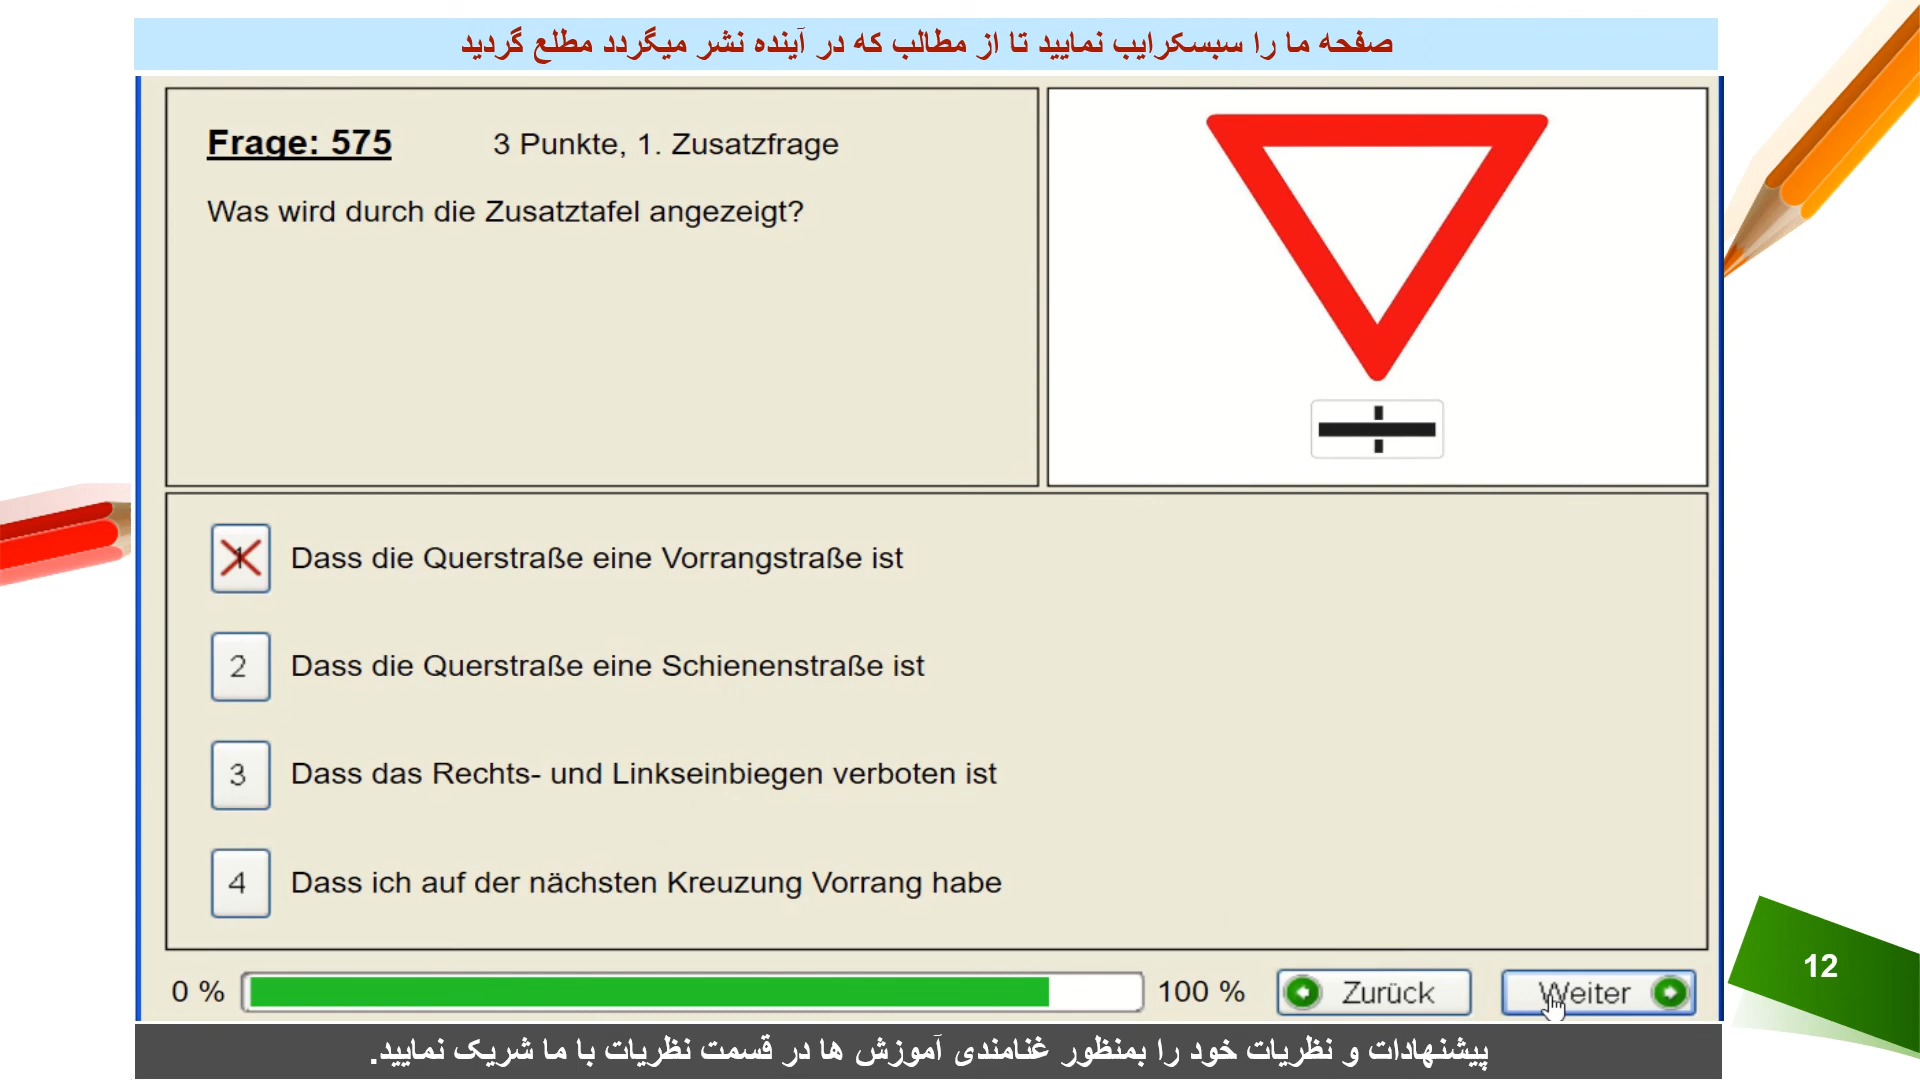 صفحه ما را سبسکرایب نمایید تا از مطالب که در آینده نشر میگردد مطلع گردید
Frage: 575 3 Punkte, 1. Zusatzfrage
Was wird durch die Zusatztafel angezeigt?
1 Dass die Querstraße eine Vorrangstraße ist
2 Dass die Querstraße eine Schienenstraße ist
3 Dass das Rechts- und Linkseinbiegen verboten ist
4 Dass ich auf der nächsten Kreuzung Vorrang habe
12
0 % 100 % Zurück Weiter
پیشنهادات و نظریات خود را بمنظور غنامندی آموزش ها در قسمت نظریات با ما شریک نمایید.